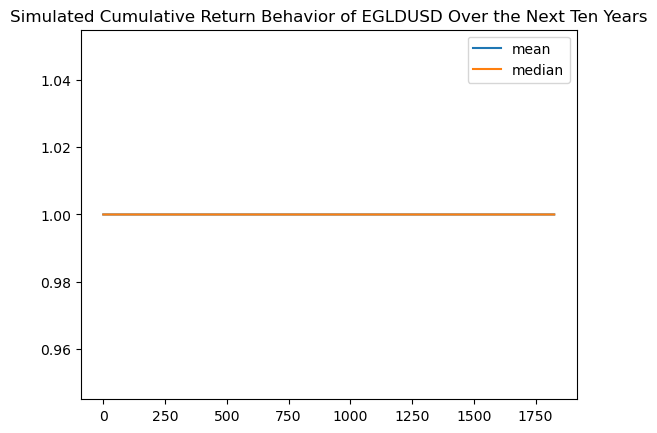 Simulated Cumulative Return Behavior of EGLDUSD Over the Next Ten Years
mean
median
1.04
1.02
1.00
0.98
0.96
0 250 500 750 1000 1250 1500 1750